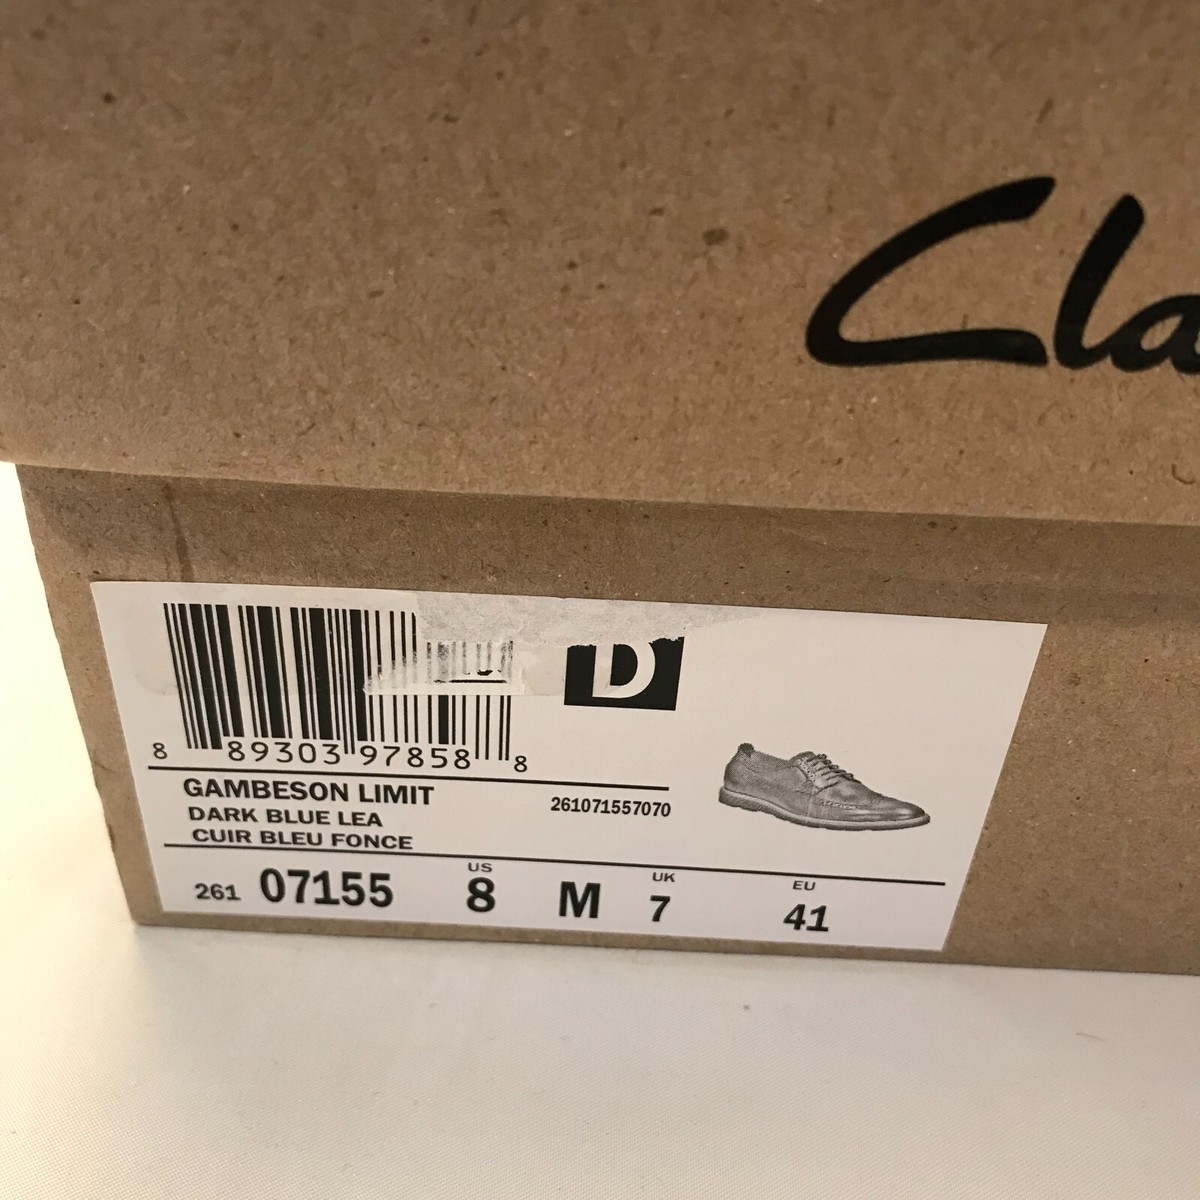 Cla
D
8 89303 97858 8
GAMBESON LIMIT
DARK BLUE LEA
CUIR BLEU FONCE
261071557070
261 07155 US 8 M UK 7 EU 41